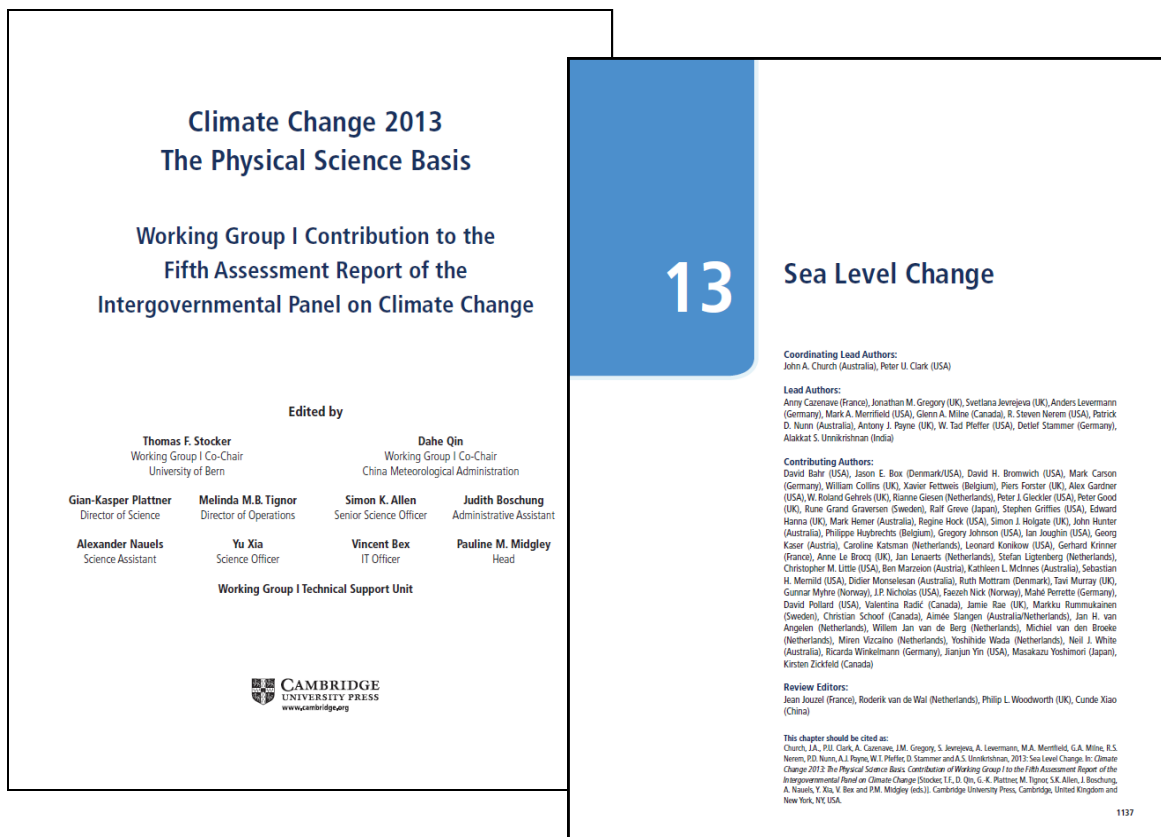 Climate Change 2013
The Physical Science Basis
Working Group I Contribution to the
Fifth Assessment Report of the
Intergovernmental Panel on Climate Change
Edited by
Thomas F. Stocker
Working Group I Co-Chair
University of Bern
Dahe Qin
Working Group I Co-Chair
China Meteorological Administration
Gian-Kasper Plattner
Director of Science
Melinda M.B. Tignor
Director of Operations
Simon K. Allen
Senior Science Officer
Judith Boschung
Administrative Assistant
Alexander Nauels
Science Assistant
Yu Xia
Science Officer
Vincent Bex
IT Officer
Pauline M. Midgley
Head
Working Group I Technical Support Unit
CAMBRIDGE
UNIVERSITY PRESS
www.cambridge.org
13
Sea Level Change
Coordinating Lead Authors:
John A. Church (Australia), Peter U. Clark (USA)
Lead Authors:
Anny Cazenave (France), Jonathan M. Gregory (UK), Svetlana Jevrejeva (UK), Anders Levermann
(Germany), Mark A. Merrifield (USA), Glenn A. Milne (Canada), R. Steven Nerem (USA), Patrick
D. Nunn (Australia), Antony J. Payne (UK), W. Tad Pfeffer (USA), Detlef Stammer (Germany),
Alakkat S. Unnikrishnan (India)
Contributing Authors:
David Bahr (USA), Jason E. Box (Denmark/USA), David H. Bromwich (USA), Mark Carson
(Germany), William Collins (UK), Xavier Fettweis (Belgium), Piers Forster (UK), Alex Gardner
(USA), W. Roland Gehrels (UK), Rianne Giesen (Netherlands), Peter J. Gleckler (USA), Peter Good
(UK), Rune Grand Graversen (Sweden), Ralf Greve (Japan), Stephen Griffies (USA), Edward
Hanna (UK), Mark Hemer (Australia), Regine Hock (USA), Simon J. Holgate (UK), John Hunter
(Australia), Philippe Huybrechts (Belgium), Gregory Johnson (USA), Ian Joughin (USA), Georg
Kaser (Austria), Caroline Katsman (Netherlands), Leonard Konikow (USA), Gerhard Krinner
(France), Anne Le Brocq (UK), Jan Lenaerts (Netherlands), Stefan Ligtenberg (Netherlands),
Christopher M. Little (USA), Ben Marzeion (Austria), Kathleen L. McInnes (Australia), Sebastian
H. Mernild (USA), Didier Monselesan (Australia), Ruth Mottram (Denmark), Tavi Murray (UK),
Gunnar Myhre (Norway), J.P. Nicholas (USA), Faezeh Nick (Norway), Mahé Perrette (Germany),
David Pollard (USA), Valentina Radić (Canada), Jamie Rae (UK), Markku Rummukainen
(Sweden), Christian Schoof (Canada), Aimée Slangen (Australia/Netherlands), Jan H. van
Angelen (Netherlands), Willem Jan van de Berg (Netherlands), Michiel van den Broeke
(Netherlands), Miren Vizcaíno (Netherlands), Yoshihide Wada (Netherlands), Neil J. White
(Australia), Ricarda Winkelmann (Germany), Jianjun Yin (USA), Masakazu Yoshimori (Japan),
Kirsten Zickfeld (Canada)
Review Editors:
Jean Jouzel (France), Roderik van de Wal (Netherlands), Philip L. Woodworth (UK), Cunde Xiao
(China)
This chapter should be cited as:
Church, J.A., P.U. Clark, A. Cazenave, J.M. Gregory, S. Jevrejeva, A. Levermann, M.A. Merrifield, G.A. Milne, R.S.
Nerem, P.D. Nunn, A.J. Payne, W.T. Pfeffer, D. Stammer and A.S. Unnikrishnan, 2013: Sea Level Change. In: Climate
Change 2013: The Physical Science Basis. Contribution of Working Group I to the Fifth Assessment Report of the
Intergovernmental Panel on Climate Change [Stocker, T.F., D. Qin, G.-K. Plattner, M. Tignor, S.K. Allen, J. Boschung,
A. Nauels, Y. Xia, V. Bex and P.M. Midgley (eds.)]. Cambridge University Press, Cambridge, United Kingdom and
New York, NY, USA.
1137